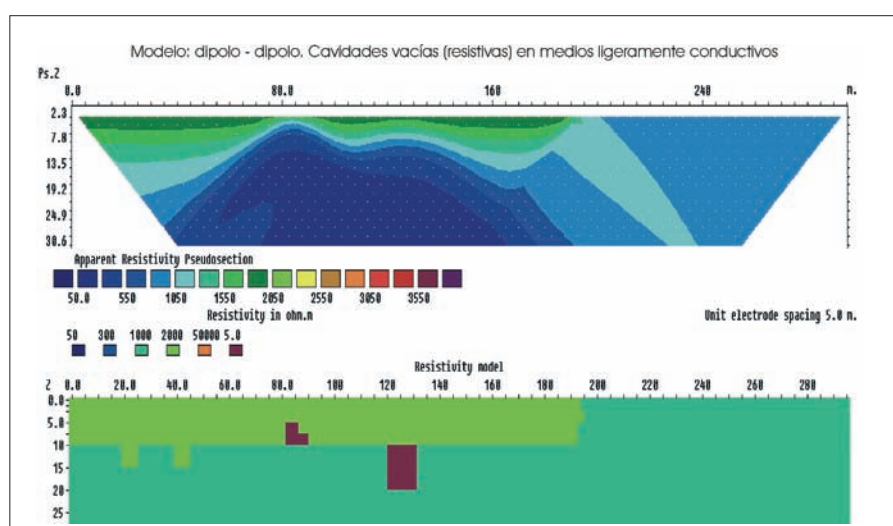 Modelo: dipolo - dipolo. Cavidades vacías (resistivas) en medios ligeramente conductivos
Ps.Z
0.0 80.0 160 240 m.
2.3
7.8
13.5
19.2
24.9
30.6
Apparent Resistivity Pseudosection
50.0 550 1050 1550 2050 2550 3050 3550
Resistivity in ohm.m
Unit electrode spacing 5.0 m.
50 300 1000 2000 50000 5.0
Resistivity model
Z 0.0 20.0 40.0 60.0 80.0 100 120 140 160 180 200 220 240 260 280
0.0
5.0
10
15
20
25